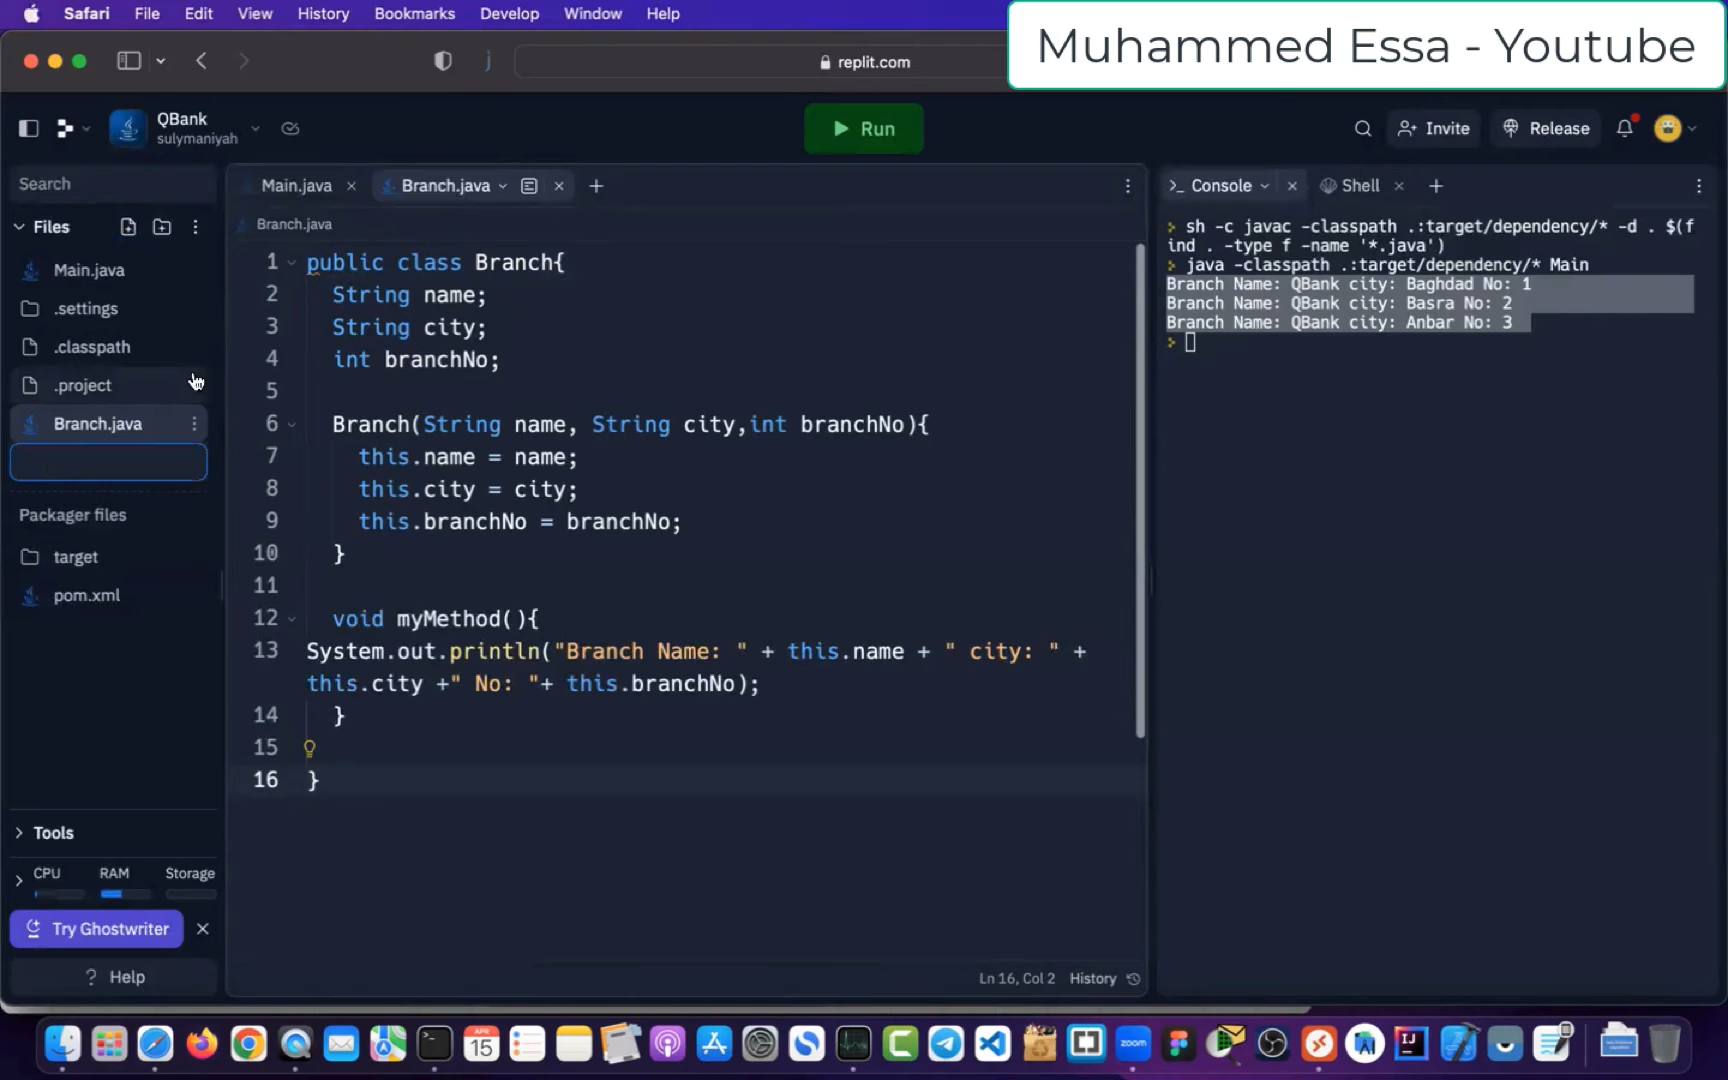 Safari File Edit View History Bookmarks Develop Window Help
Muhammed Essa - Youtube
replit.com
QBank
sulymaniyah
Run
Invite
Release
Search
Files
Main.java
.settings
.classpath
.project
Branch.java
Packager files
target
pom.xml
Tools
CPU RAM Storage
Try Ghostwriter
? Help
Main.java
Branch.java
Branch.java
1 public class Branch{
2 String name;
3 String city;
4 int branchNo;
5
6 Branch(String name, String city,int branchNo){
7 this.name = name;
8 this.city = city;
9 this.branchNo = branchNo;
10 }
11
12 void myMethod(){
13 System.out.println("Branch Name: " + this.name + " city: " +
this.city +" No: "+ this.branchNo);
14 }
15
16 }
Ln 16, Col 2 History
>_ Console
Shell
sh -c javac -classpath .:target/dependency/* -d . $(f
ind . -type f -name '*.java')
java -classpath .:target/dependency/* Main
Branch Name: QBank city: Baghdad No: 1
Branch Name: QBank city: Basra No: 2
Branch Name: QBank city: Anbar No: 3
APR
15
zoom
IJ